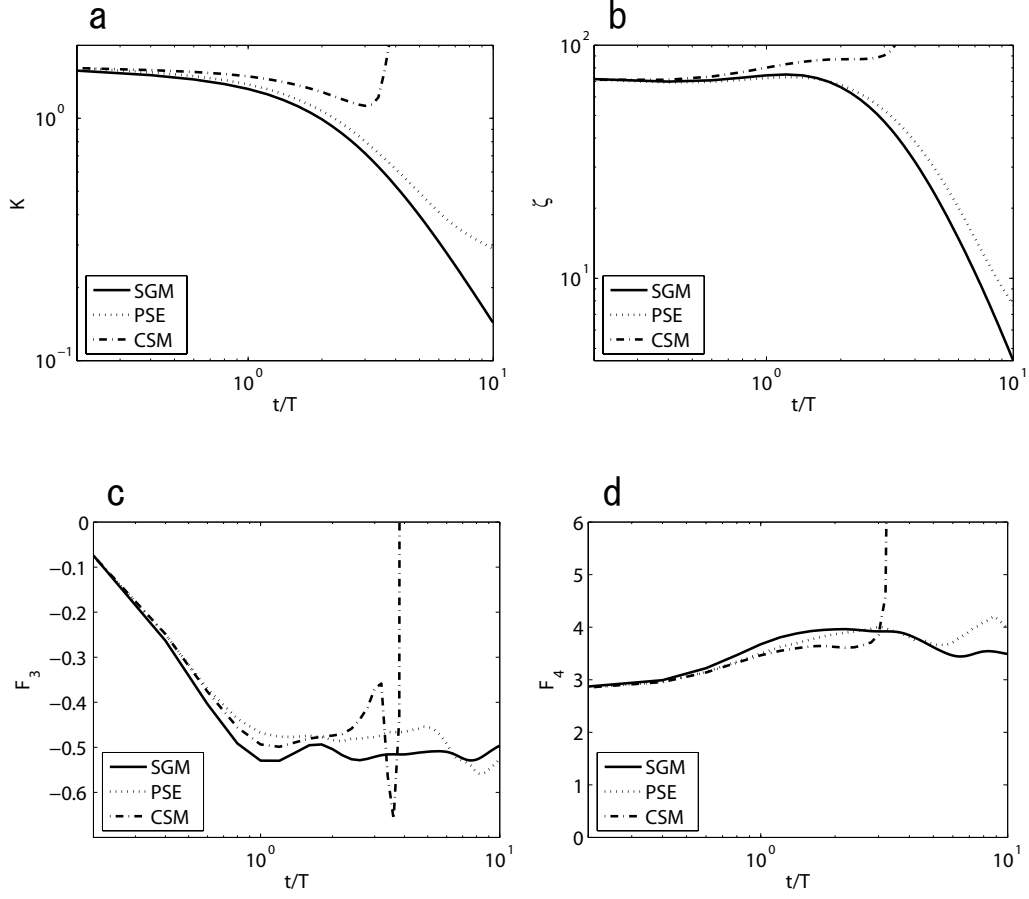 a
10^0
10^-1
K
SGM
PSE
CSM
10^0
10^1
t/T
b
10^2
10^1
ζ
SGM
PSE
CSM
10^0
10^1
t/T
c
0
−0.1
−0.2
−0.3
−0.4
−0.5
−0.6
F_3
SGM
PSE
CSM
10^0
10^1
t/T
d
6
5
4
3
2
1
0
F_4
SGM
PSE
CSM
10^0
10^1
t/T